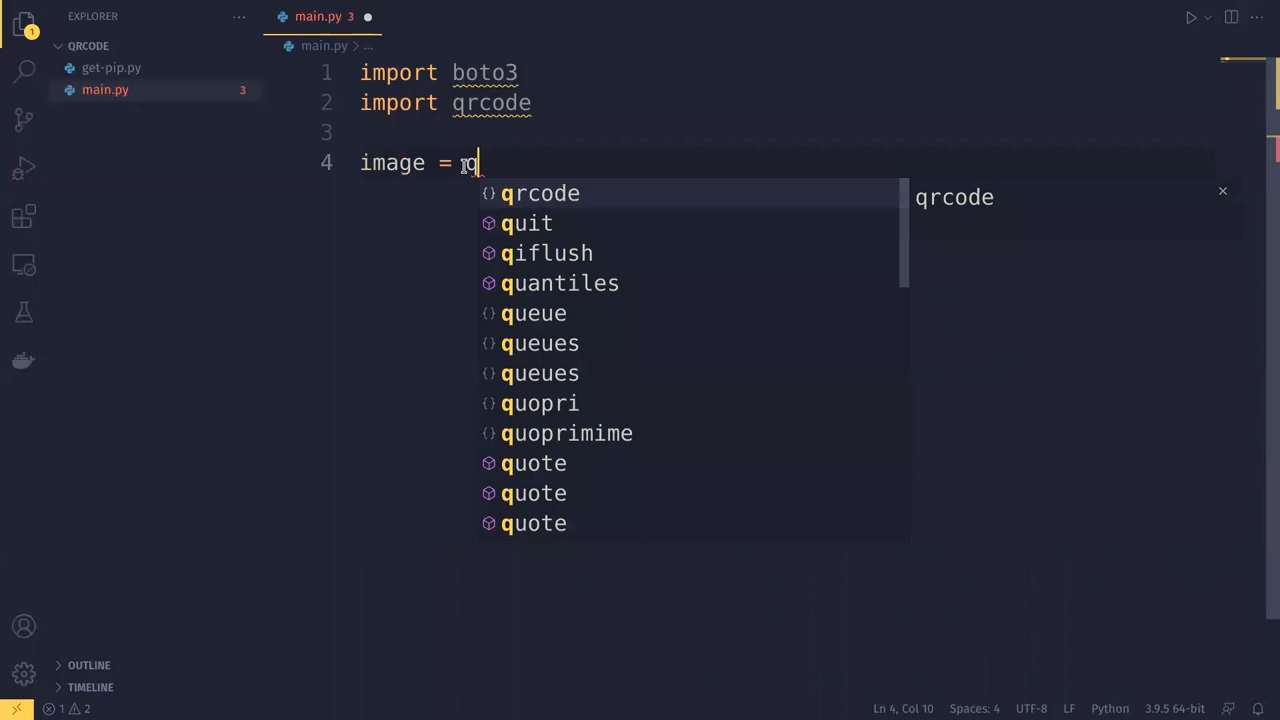 EXPLORER ...
main.py 3
QRCODE
main.py > ...
get-pip.py
main.py 3
1
1 import boto3
2 import qrcode
3
4 image = q
qrcode
quit
qiflush
quantiles
queue
queues
queues
quopri
quoprimime
quote
quote
quote
qrcode
OUTLINE
TIMELINE
1 2
Ln 4, Col 10
Spaces: 4
UTF-8
LF
Python
3.9.5 64-bit